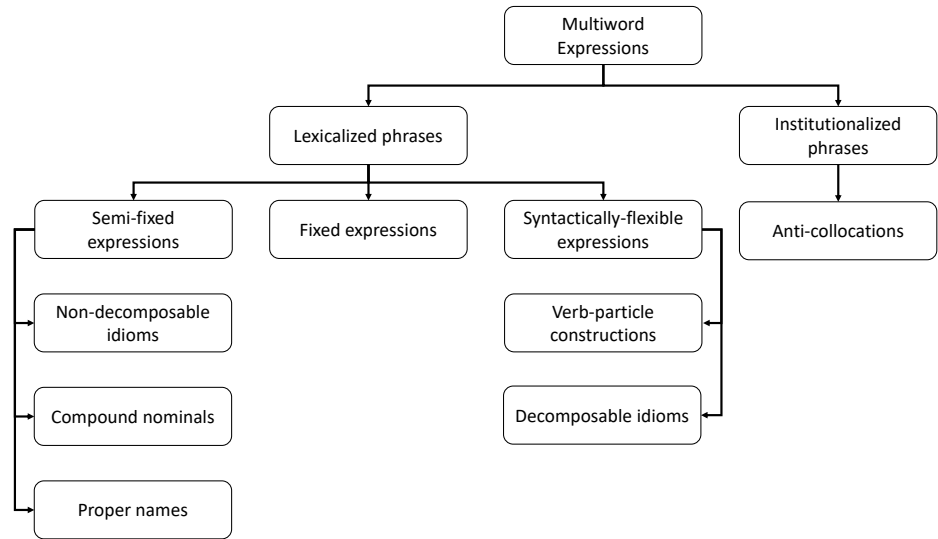 Multiword
Expressions
Lexicalized phrases
Institutionalized
phrases
Semi-fixed
expressions
Fixed expressions
Syntactically-flexible
expressions
Anti-collocations
Non-decomposable
idioms
Verb-particle
constructions
Compound nominals
Decomposable idioms
Proper names